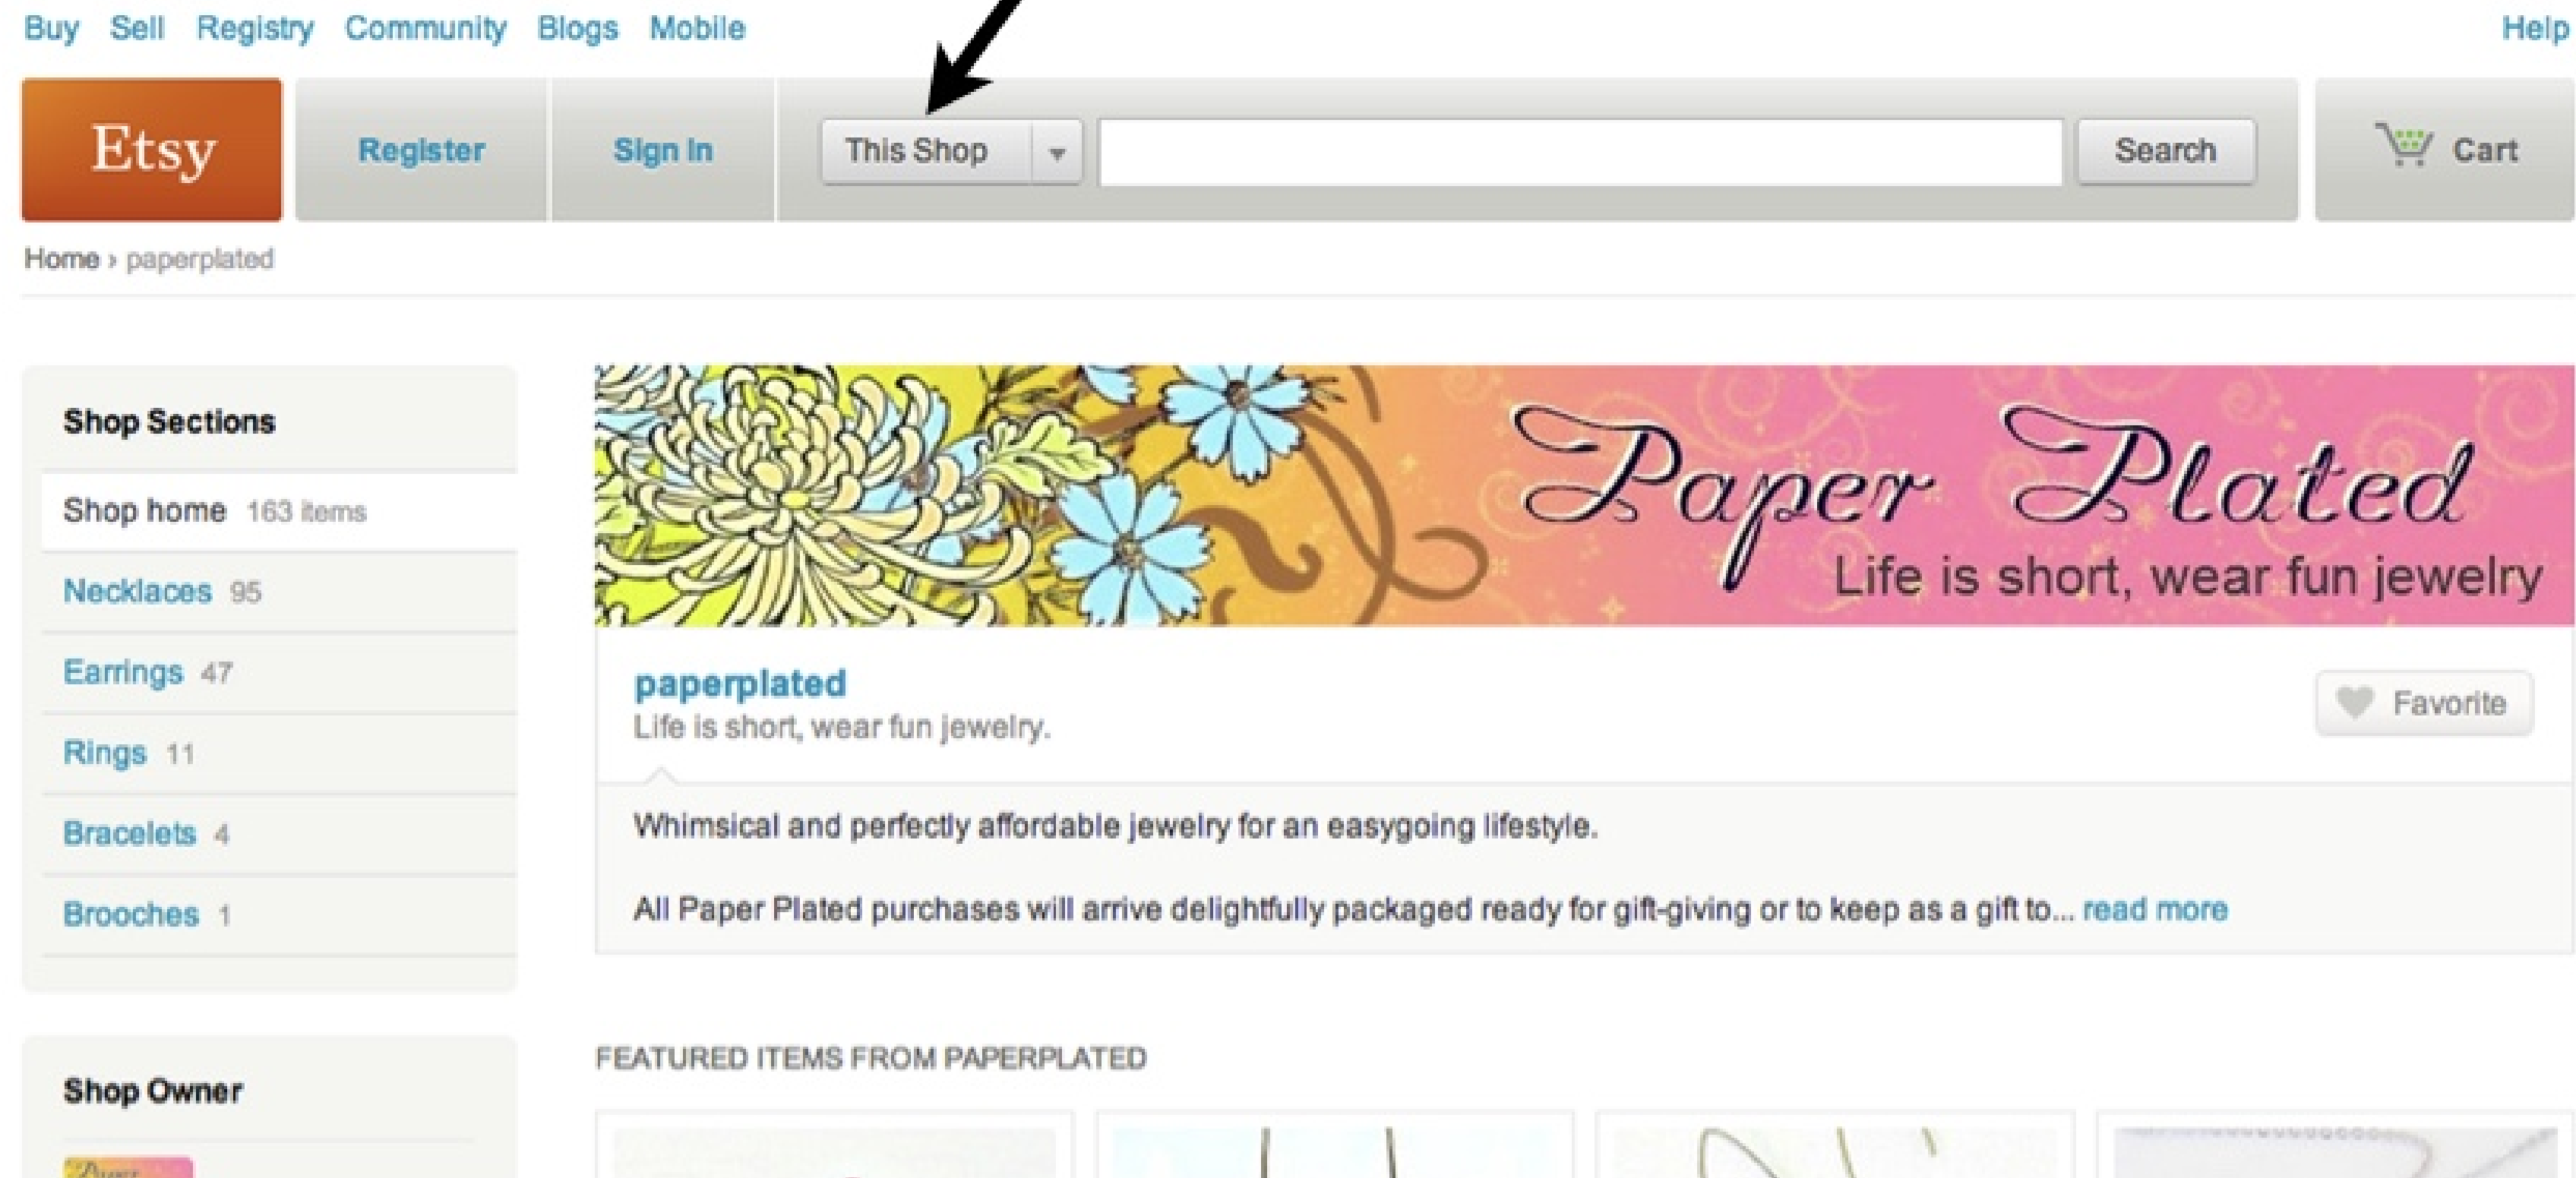 Buy Sell Registry Community Blogs Mobile Help
Etsy Register Sign In This Shop Search Cart
Home › paperplated
Shop Sections
Shop home 163 items
Necklaces 95
Earrings 47
Rings 11
Bracelets 4
Brooches 1
Shop Owner
Paper
Paper Plated
Life is short, wear fun jewelry
paperplated
Life is short, wear fun jewelry.
Favorite
Whimsical and perfectly affordable jewelry for an easygoing lifestyle.
All Paper Plated purchases will arrive delightfully packaged ready for gift-giving or to keep as a gift to... read more
FEATURED ITEMS FROM PAPERPLATED